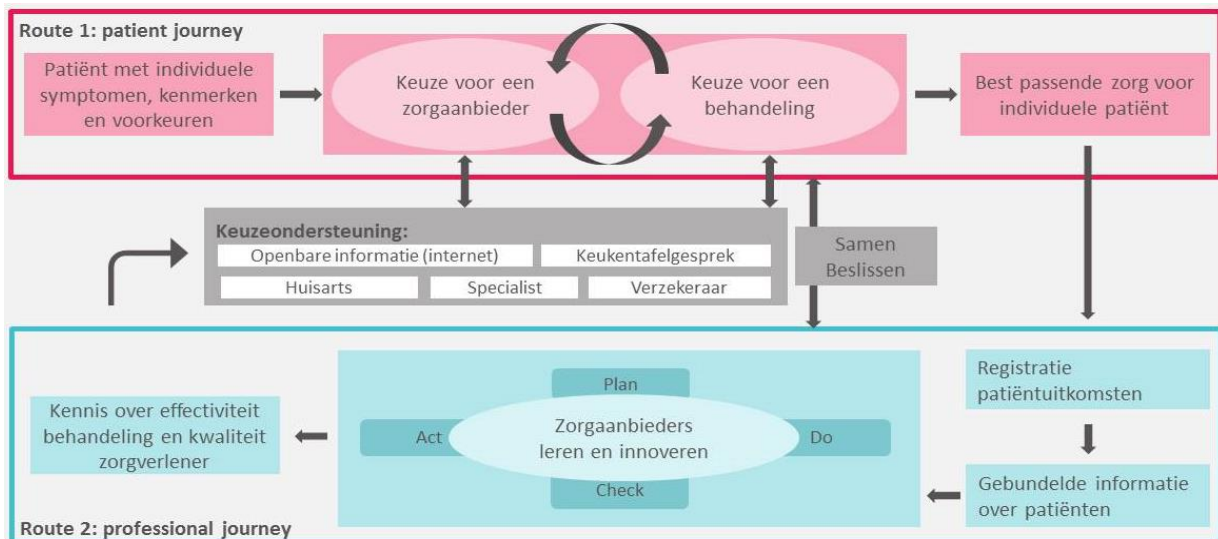 Route 1: patient journey
Patiënt met individuele
symptomen, kenmerken
en voorkeuren
Keuze voor een
zorgaanbieder
Keuze voor een
behandeling
Best passende zorg voor
individuele patiënt
Keuzeondersteuning:
Openbare informatie (internet)
Keukentafelgesprek
Huisarts
Specialist
Verzekeraar
Samen
Beslissen
Registratie
patiëntuitkomsten
Gebundelde informatie
over patiënten
Plan
Do
Check
Act
Zorgaanbieders
leren en innoveren
Kennis over effectiviteit
behandeling en kwaliteit
zorgverlener
Route 2: professional journey